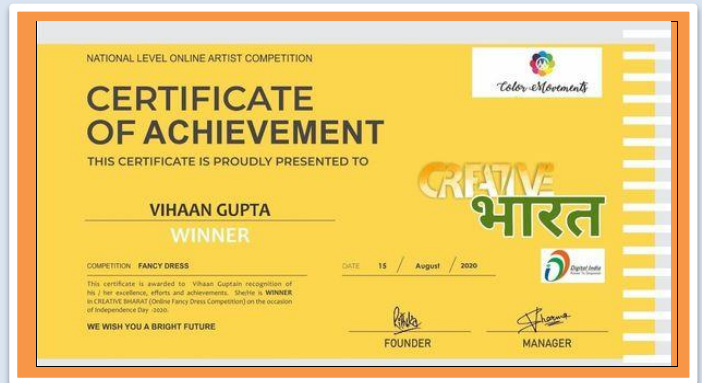 NATIONAL LEVEL ONLINE ARTIST COMPETITION
Color Movements
CERTIFICATE
OF ACHIEVEMENT
THIS CERTIFICATE IS PROUDLY PRESENTED TO
CREATIVE
भारत
VIHAAN GUPTA
WINNER
COMPETITION FANCY DRESS
DATE 15 / August / 2020
Digital India
Power To Empower
This certificate is awarded to Vihaan Guptain recognition of
his / her excellence, efforts and achievements. She/He is WINNER
in CREATIVE BHARAT (Online Fancy Dress Competition) on the occasion
of Independence Day -2020.
WE WISH YOU A BRIGHT FUTURE
FOUNDER
MANAGER